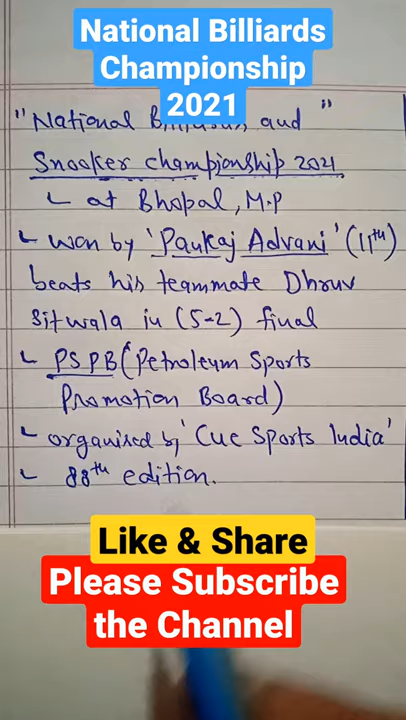 National Billiards
Championship
2021
"National Billiards and"
Snooker championship 2021
at Bhopal, M.P
won by 'Pankaj Advani' (11th)
beats his teammate Dhruv
Sitwala in (5-2) final
PSPB (Petroleum Sports
Promotion Board)
organised by 'Cue Sports India'
88th edition.
Like & Share
Please Subscribe
the Channel